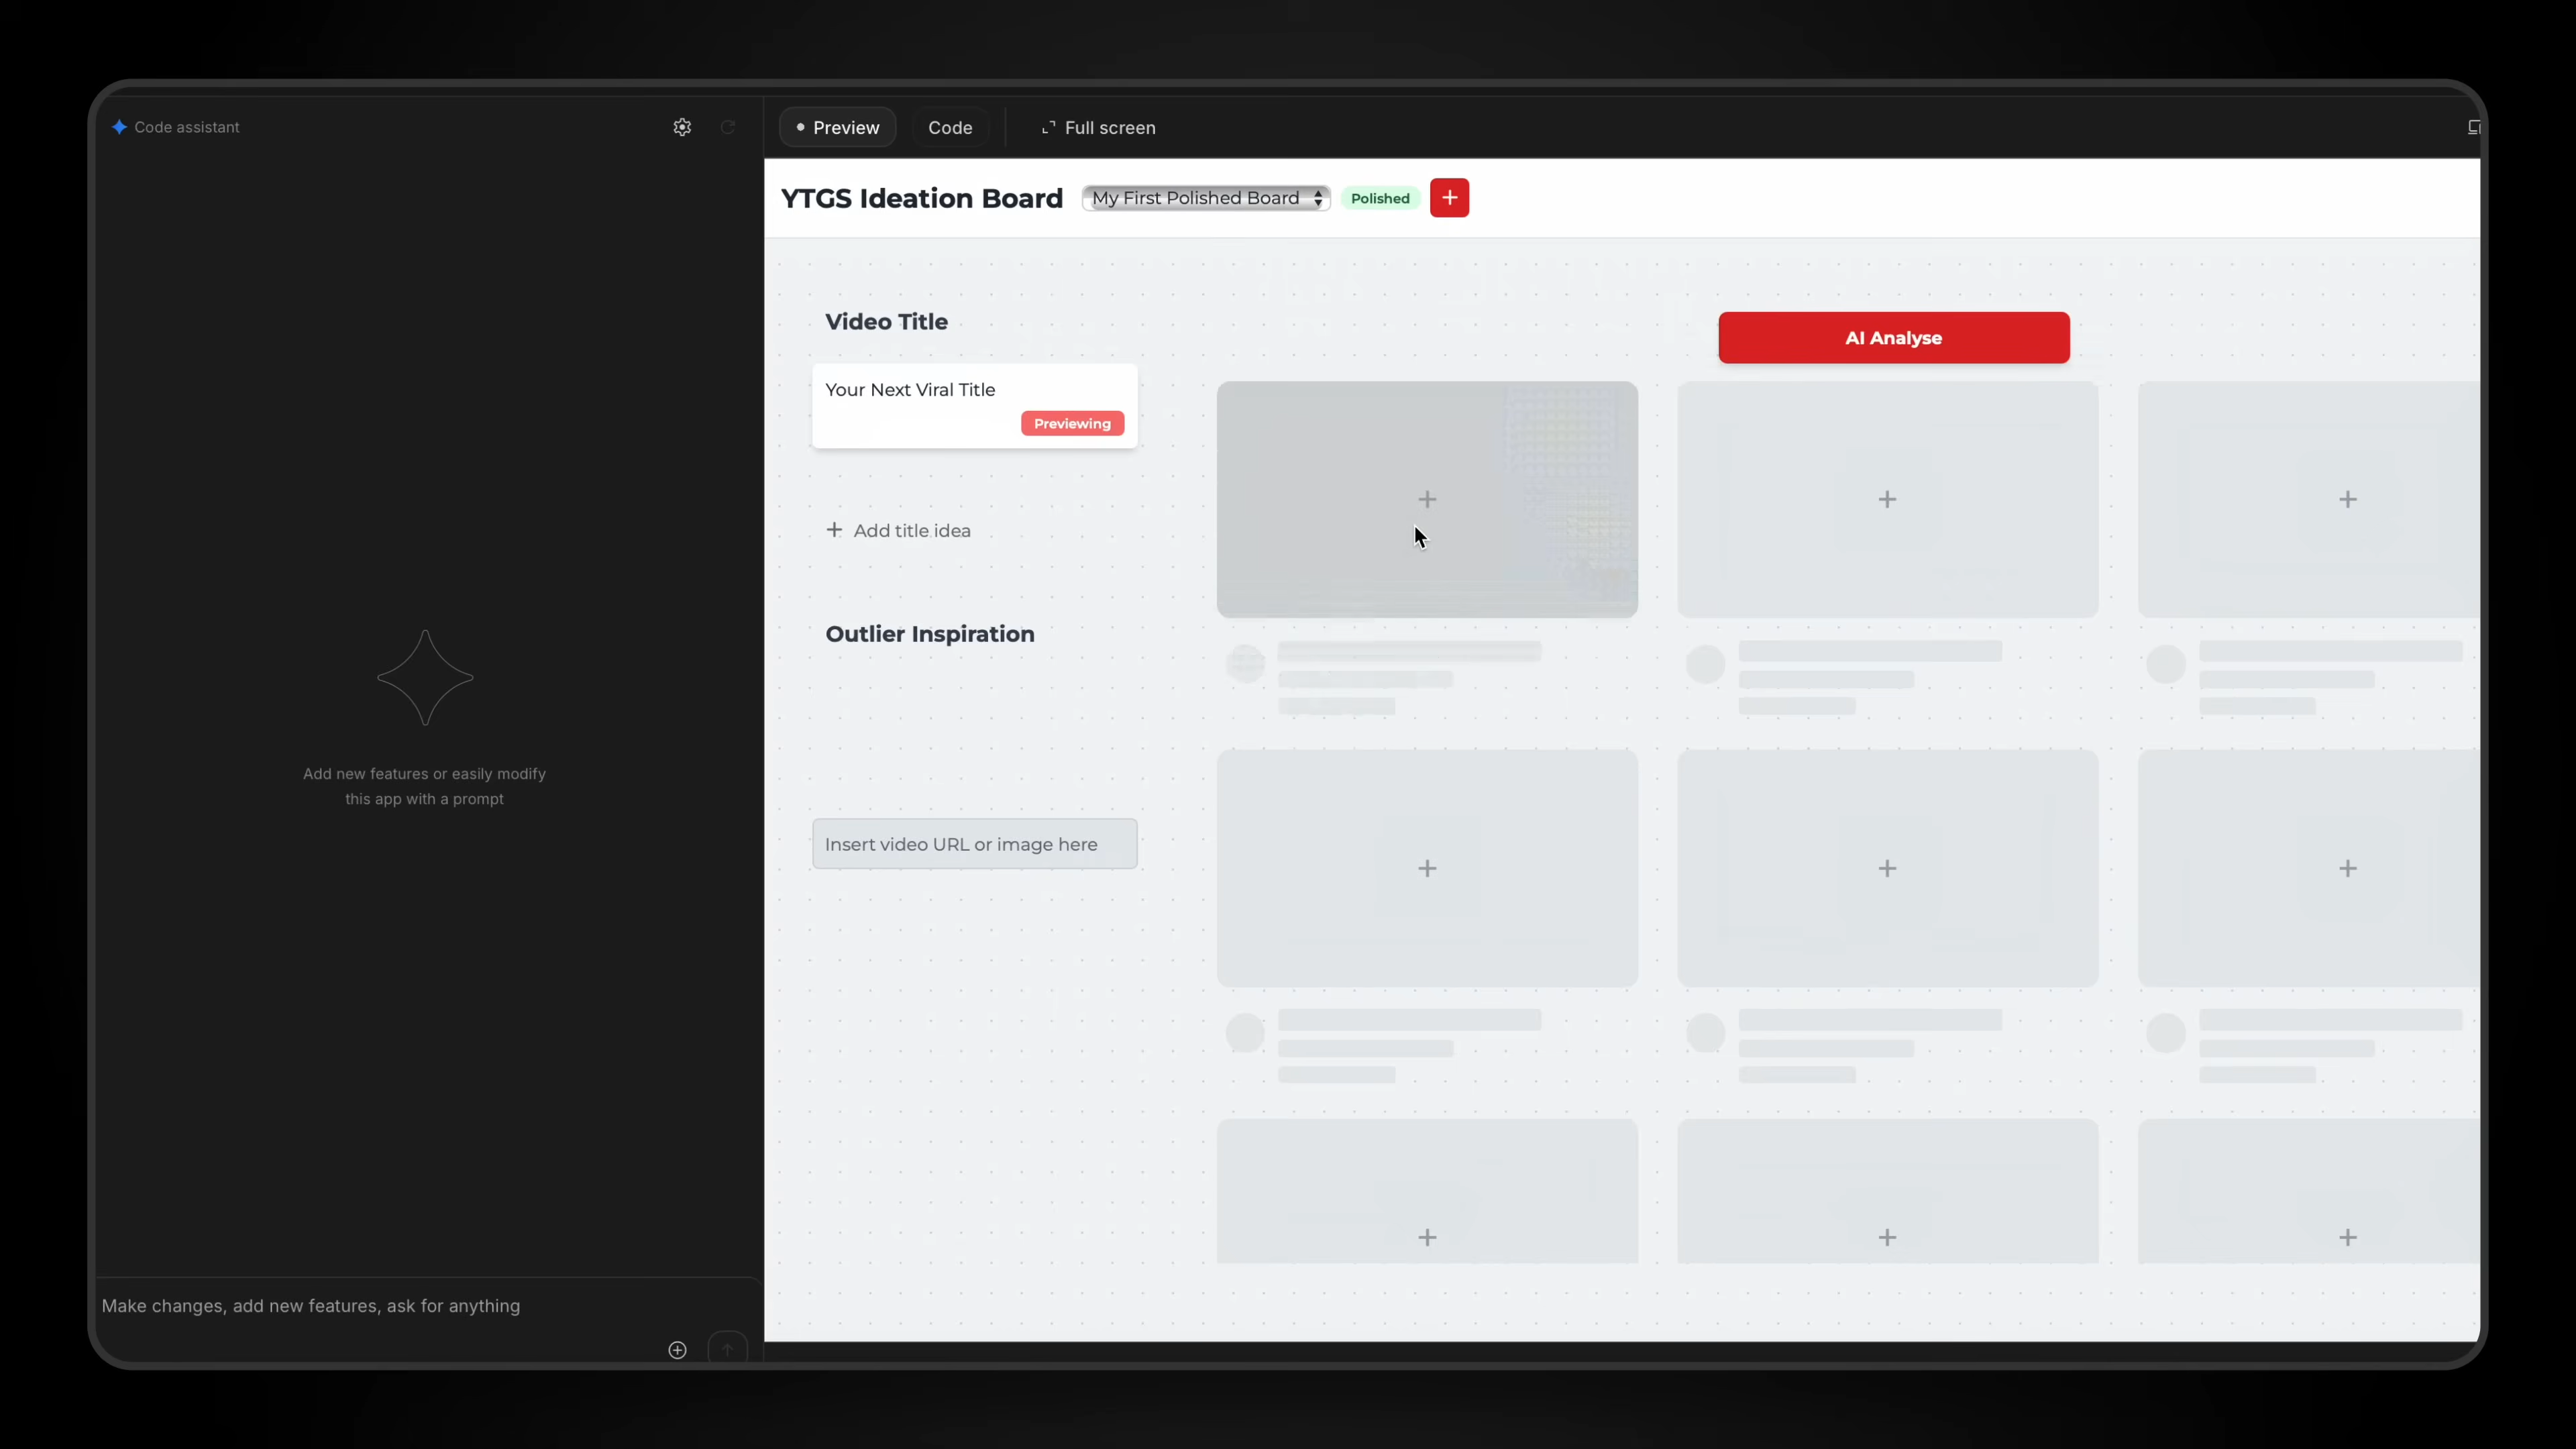 Code assistant
Preview
Code
Full screen
YTGS Ideation Board
My First Polished Board
Polished
+
Video Title
AI Analyse
Your Next Viral Title
Previewing
+ Add title idea
Outlier Inspiration
Add new features or easily modify
this app with a prompt
Insert video URL or image here
Make changes, add new features, ask for anything